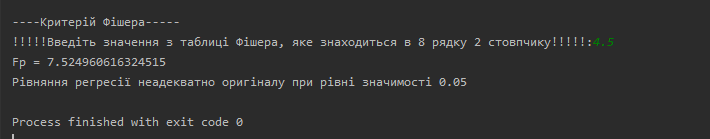 ----Критерій Фішера-----
!!!!!Введіть значення з таблиці Фішера, яке знаходиться в 8 рядку 2 стовпчику!!!!!:4.5
Fp = 7.524960616324515
Рівняння регресії неадекватно оригіналу при рівні значимості 0.05
Process finished with exit code 0